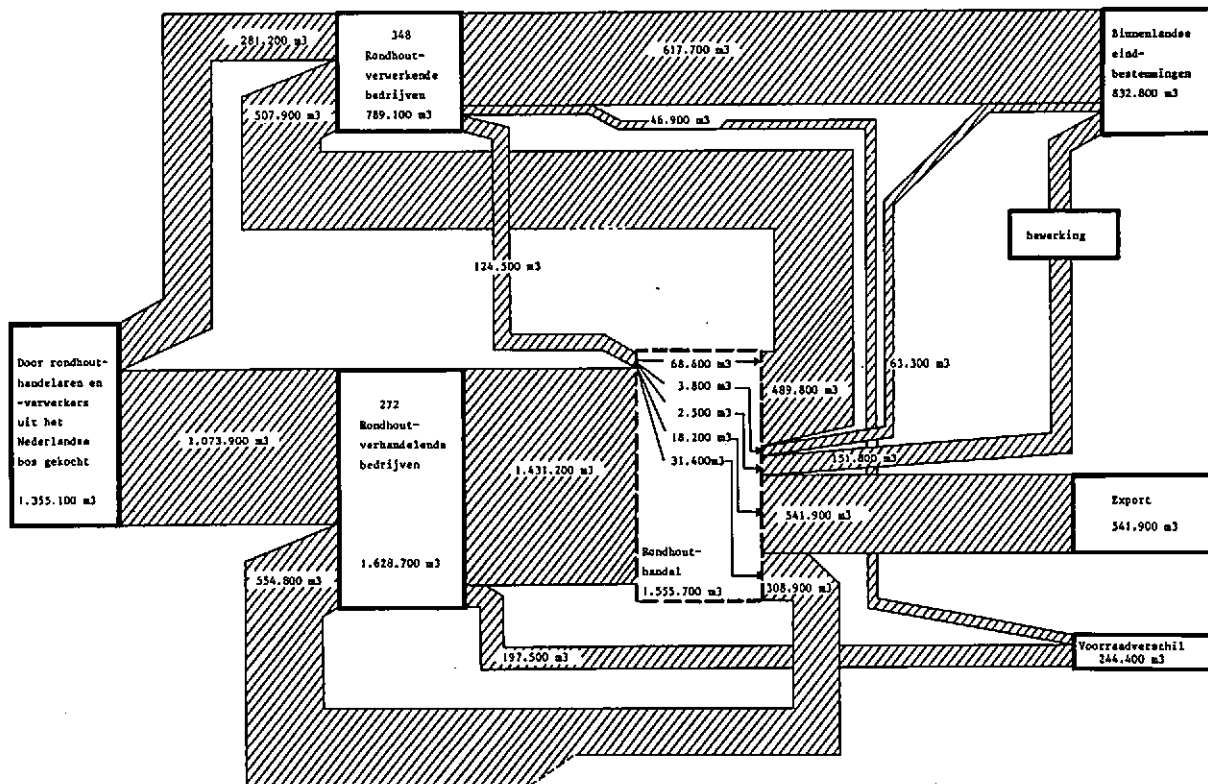 281.200 m3
348
Rondhout-
verwerkende
bedrijven
789.100 m3
617.700 m3
Binnenlandse
eind-
bestemmingen
832.800 m3
507.900 m3
46.900 m3
bewerking
124.500 m3
Door rondhout-
handelaren en
-verwerkers
uit het
Nederlandse
bos gekocht
1.355.100 m3
1.073.900 m3
272
Rondhout-
verhandelende
bedrijven
1.628.700 m3
1.431.200 m3
68.600 m3
3.800 m3
2.500 m3
18.200 m3
31.400m3
Rondhout-
handel
1.555.700 m3
489.800 m3
63.300 m3
151.800 m3
541.900 m3
Export
541.900 m3
554.800 m3
308.900 m3
197.500 m3
Voorraadverschil
244.400 m3